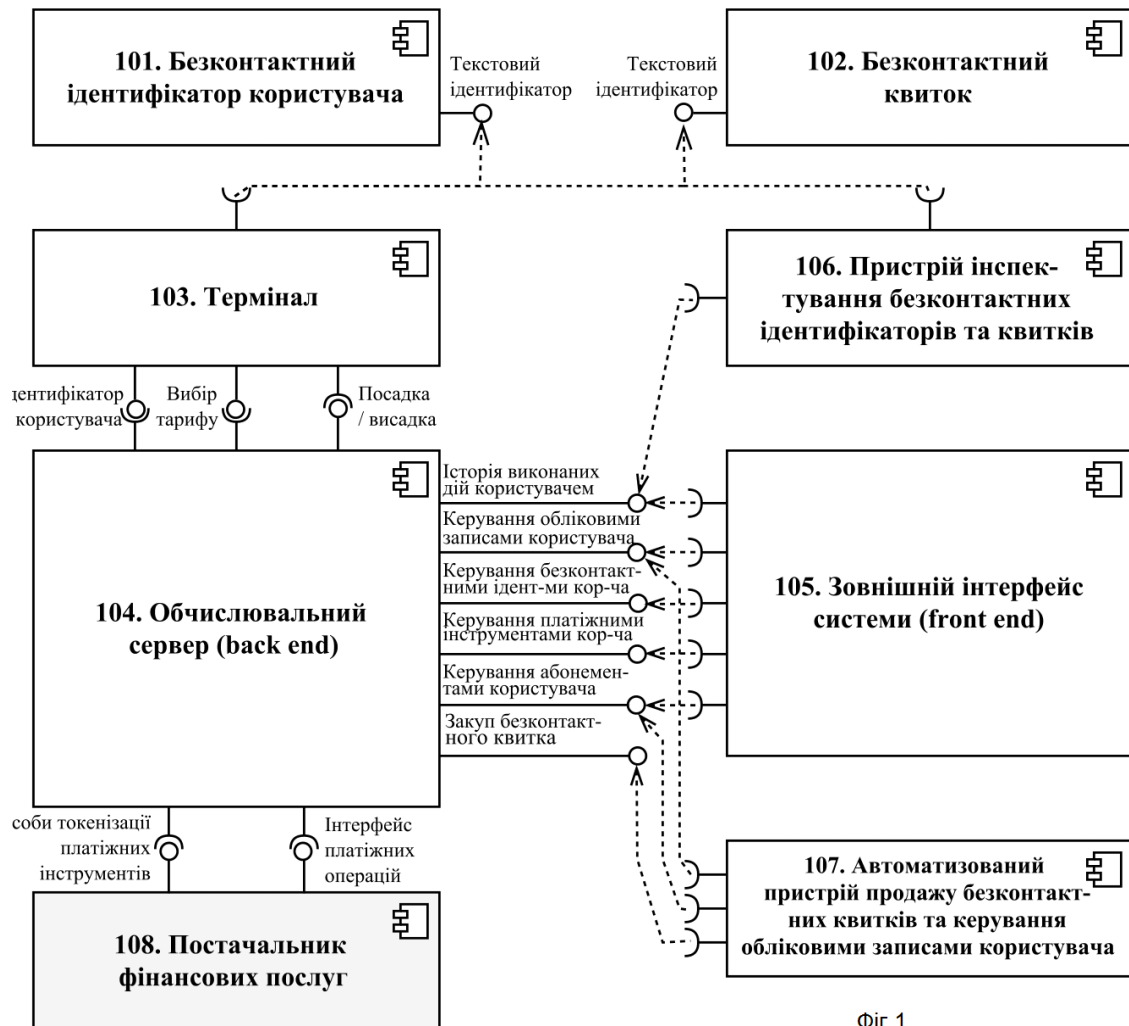 101. Безконтактний
ідентифікатор користувача
Текстовий
ідентифікатор
Текстовий
ідентифікатор
102. Безконтактний
квиток
103. Термінал
106. Пристрій інспек-
тування безконтактних
ідентифікаторів та квитків
дентифікатор
користувача
Вибір
тарифу
Посадка
/ висадка
104. Обчислювальний
сервер (back end)
Історія виконаних
дій користувачем
Керування обліковими
записами користувача
Керування безконтакт-
ними ідент-ми кор-ча
Керування платіжними
інструментами кор-ча
Керування абонемен-
тами користувача
Закуп безконтакт-
ного квитка
105. Зовнішній інтерфейс
системи (front end)
соби токенізації
платіжних
інструментів
Інтерфейс
платіжних
операцій
107. Автоматизований
пристрій продажу безконтакт-
них квитків та керування
обліковими записами користувача
108. Постачальник
фінансових послуг
Фіг.1